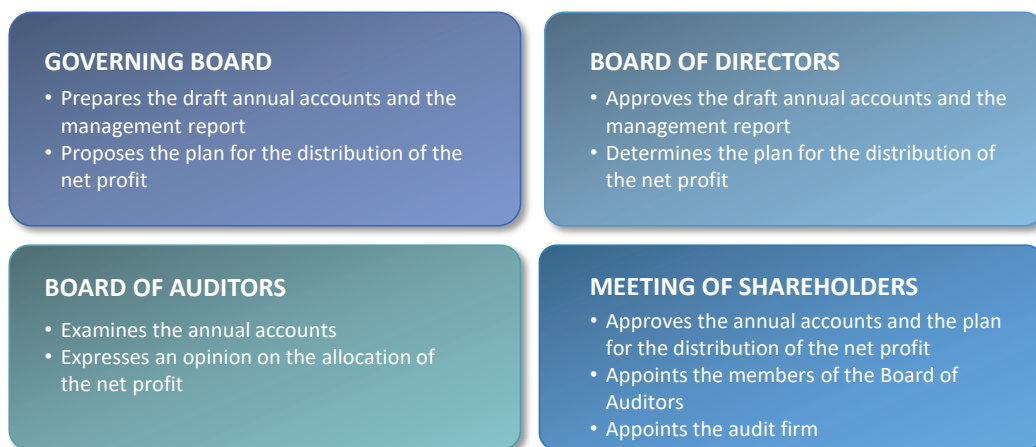 GOVERNING BOARD
• Prepares the draft annual accounts and the
management report
• Proposes the plan for the distribution of the
net profit
BOARD OF DIRECTORS
• Approves the draft annual accounts and the
management report
• Determines the plan for the distribution of
the net profit
BOARD OF AUDITORS
• Examines the annual accounts
• Expresses an opinion on the allocation of
the net profit
MEETING OF SHAREHOLDERS
• Approves the annual accounts and the plan
for the distribution of the net profit
• Appoints the members of the Board of
Auditors
• Appoints the audit firm